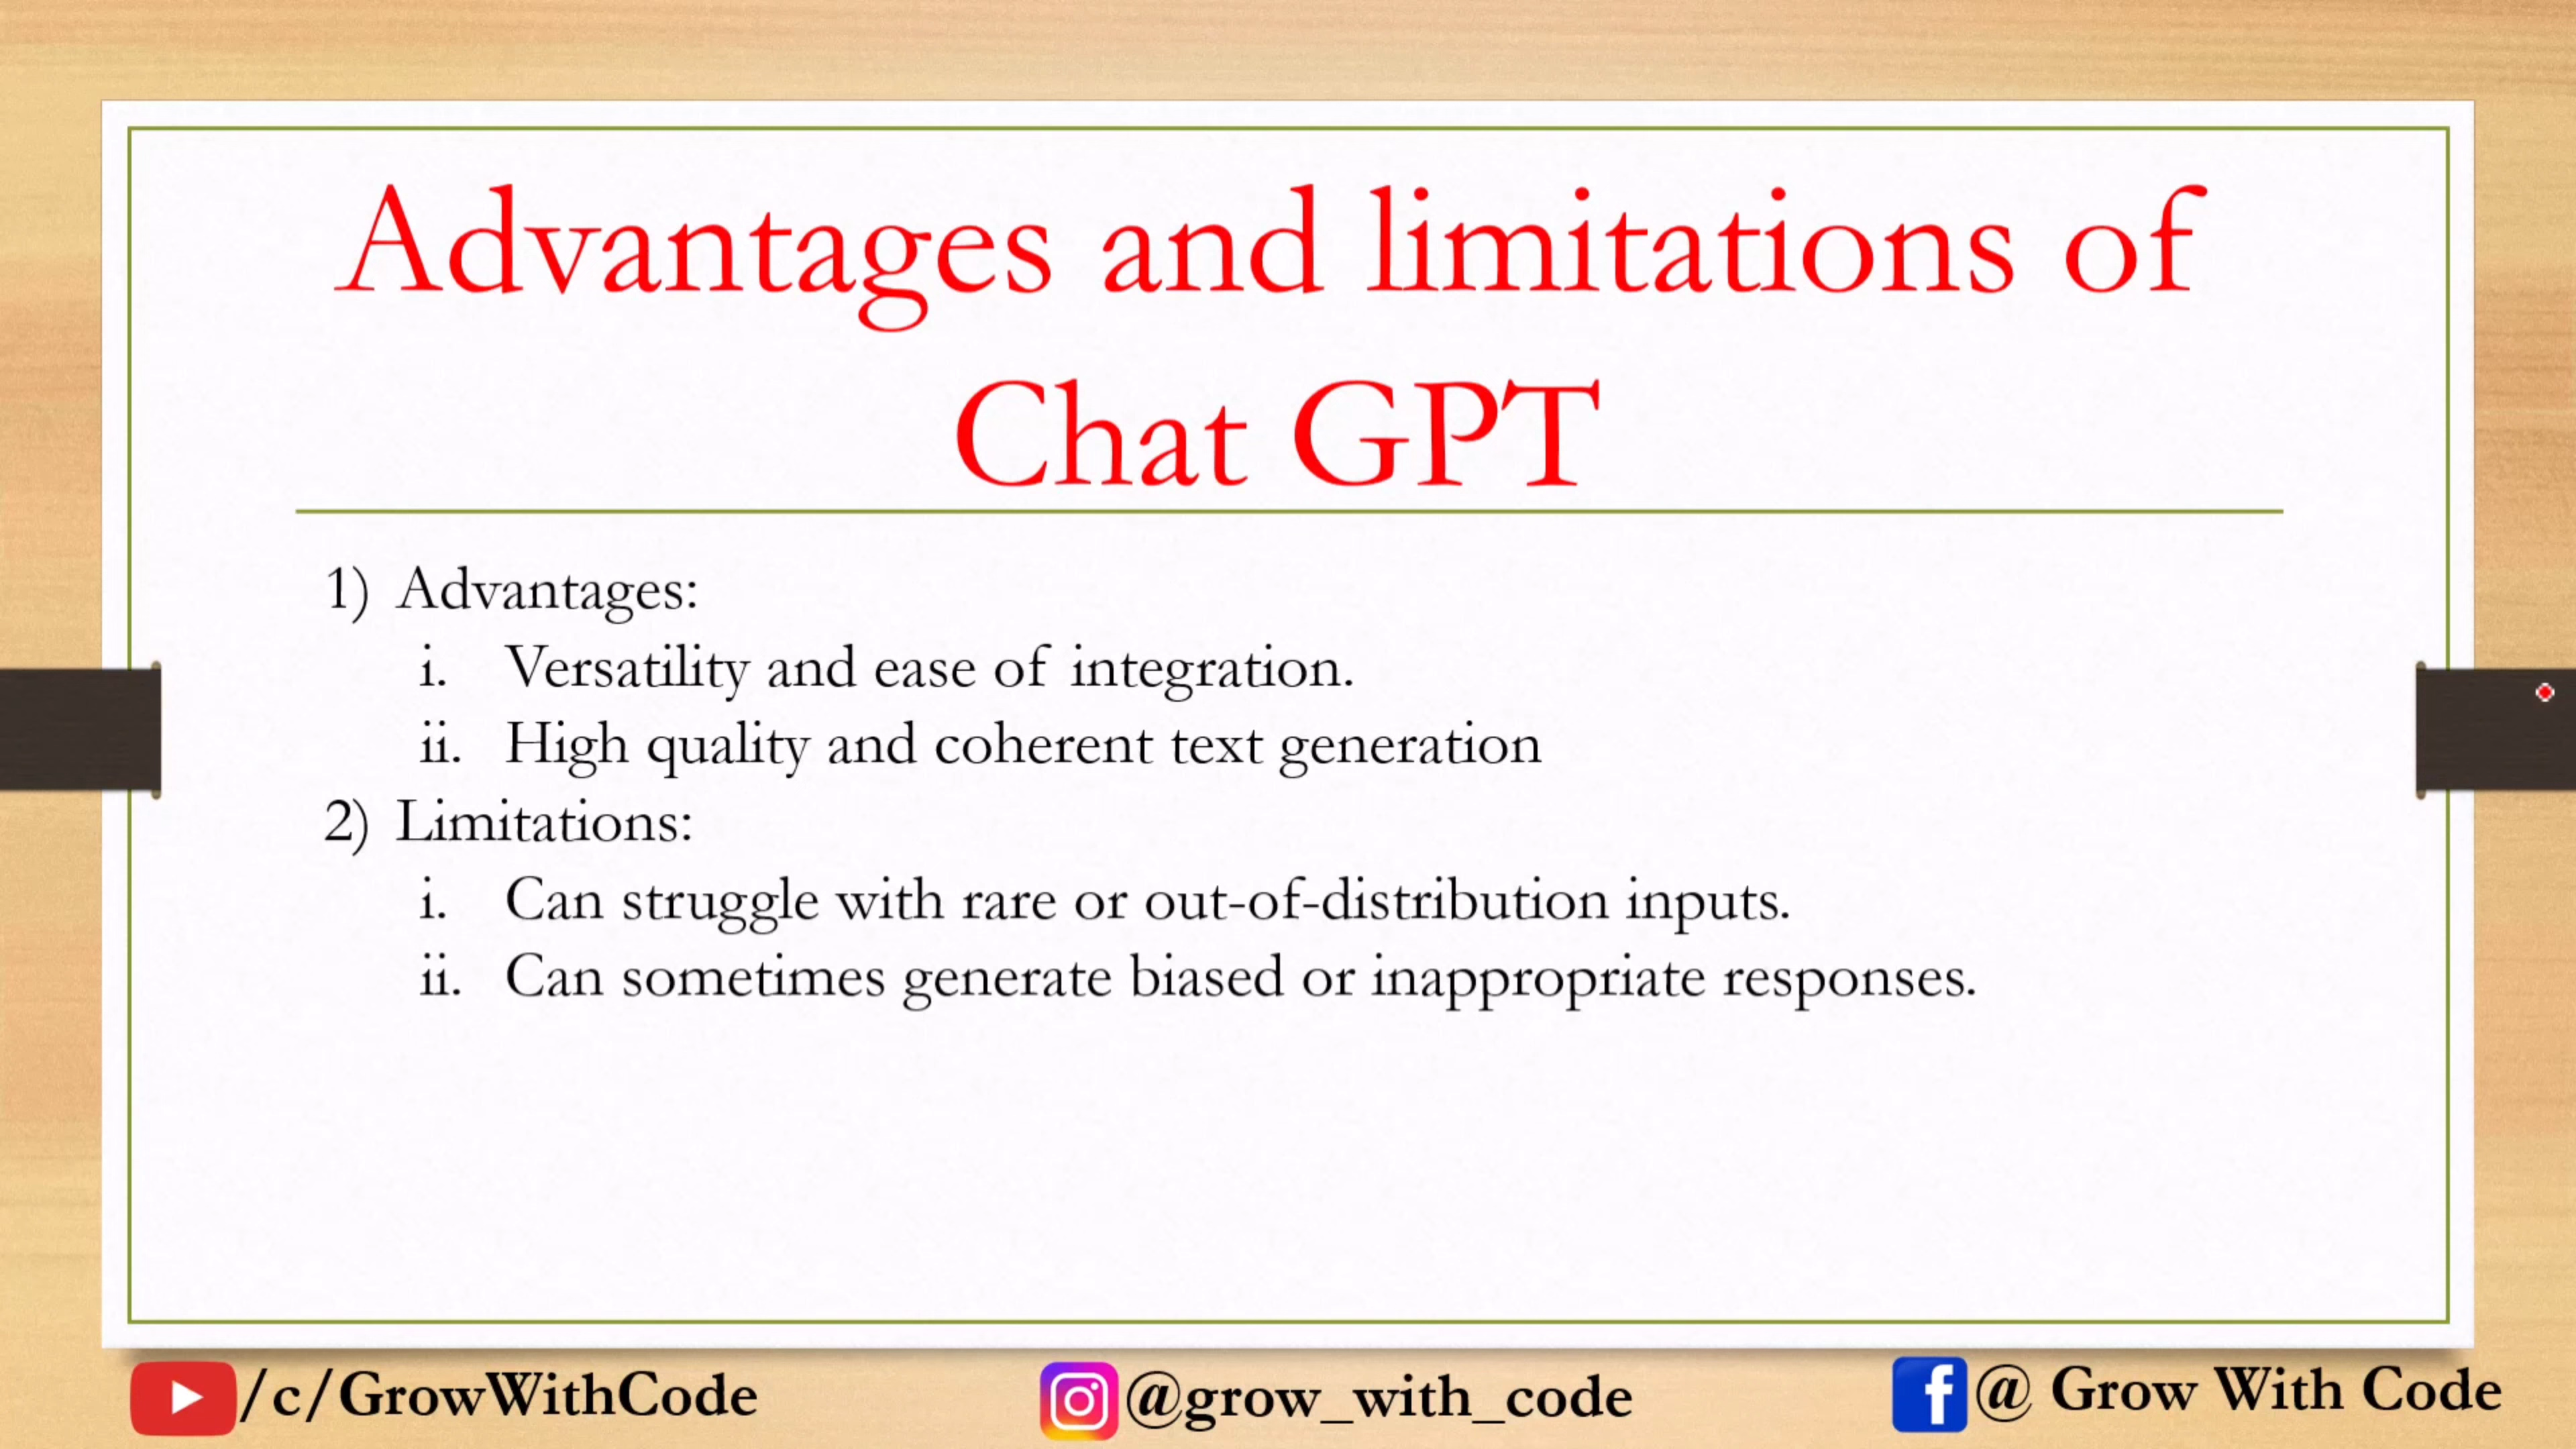 Advantages and limitations of
Chat GPT
1) Advantages:
i. Versatility and ease of integration.
ii. High quality and coherent text generation
2) Limitations:
i. Can struggle with rare or out-of-distribution inputs.
ii. Can sometimes generate biased or inappropriate responses.
/c/GrowWithCode
@grow_with_code
@ Grow With Code